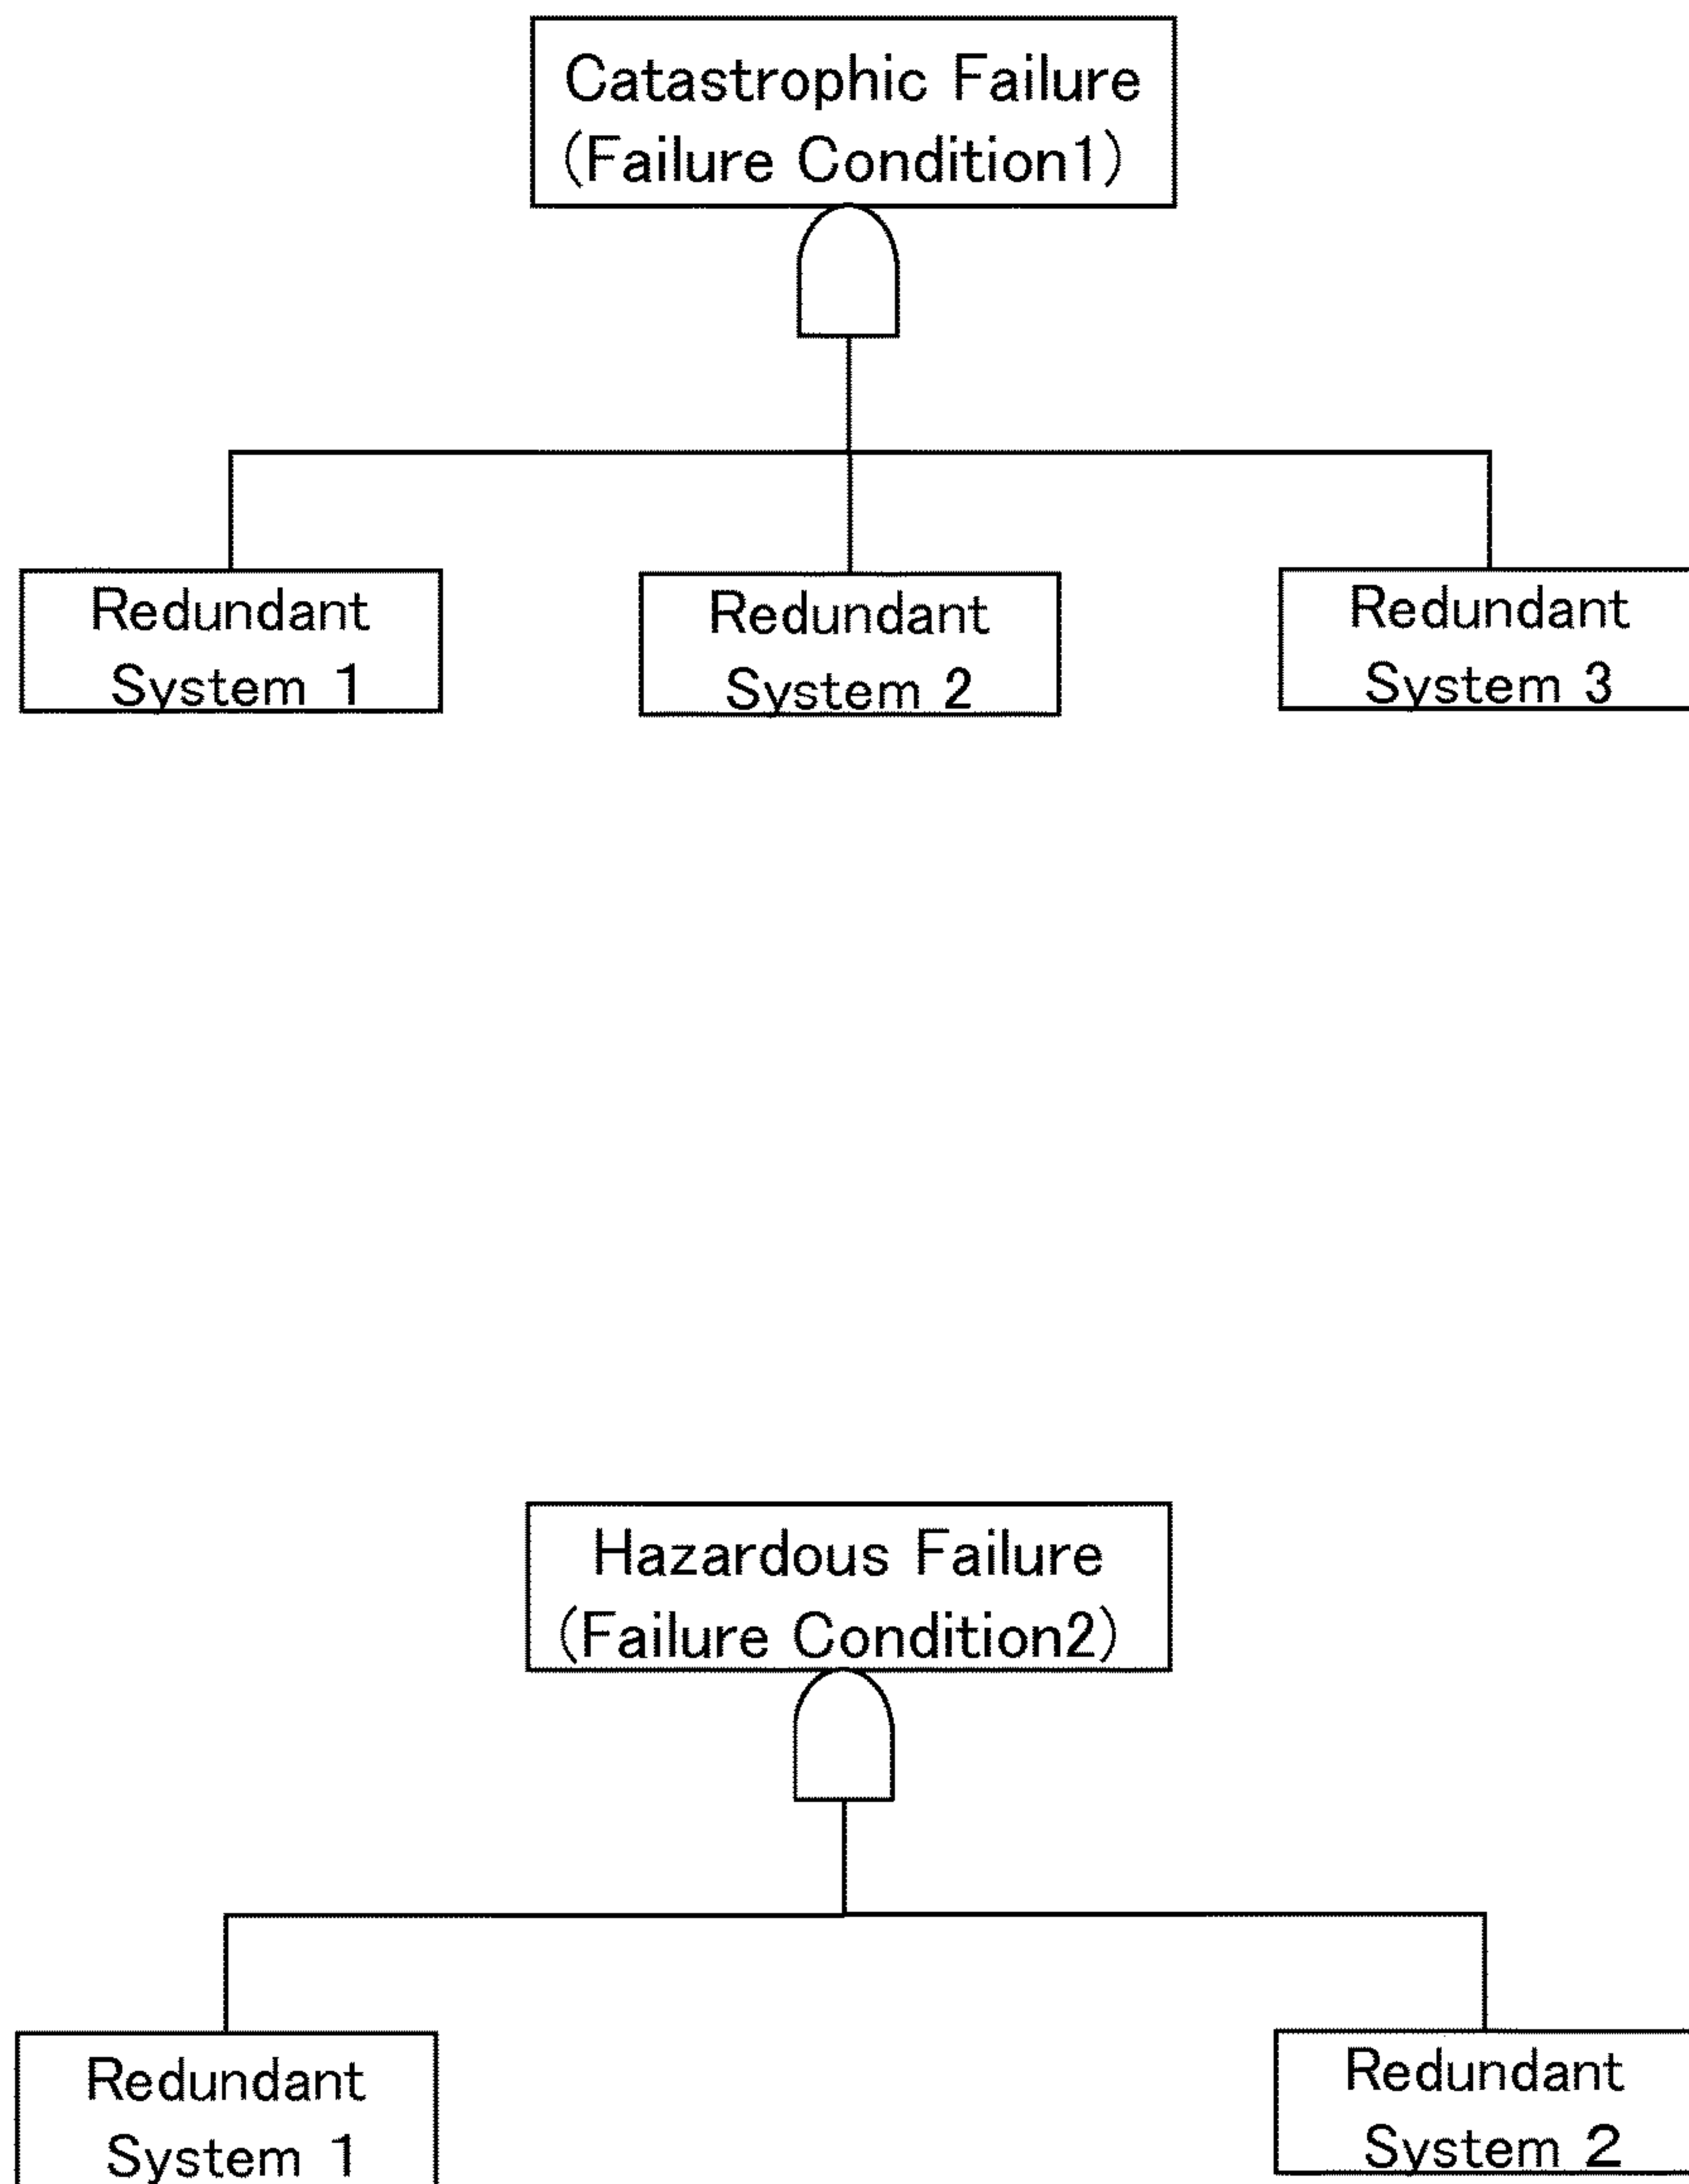 Catastrophic Failure
(Failure Condition1)
Redundant
System 1
Redundant
System 2
Redundant
System 3
Hazardous Failure
(Failure Condition2)
Redundant
System 1
Redundant
System 2